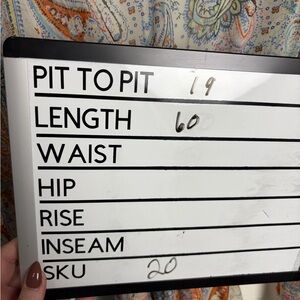 PIT TO PIT 19
LENGTH 60
WAIST
HIP
RISE
INSEAM
SKU 20